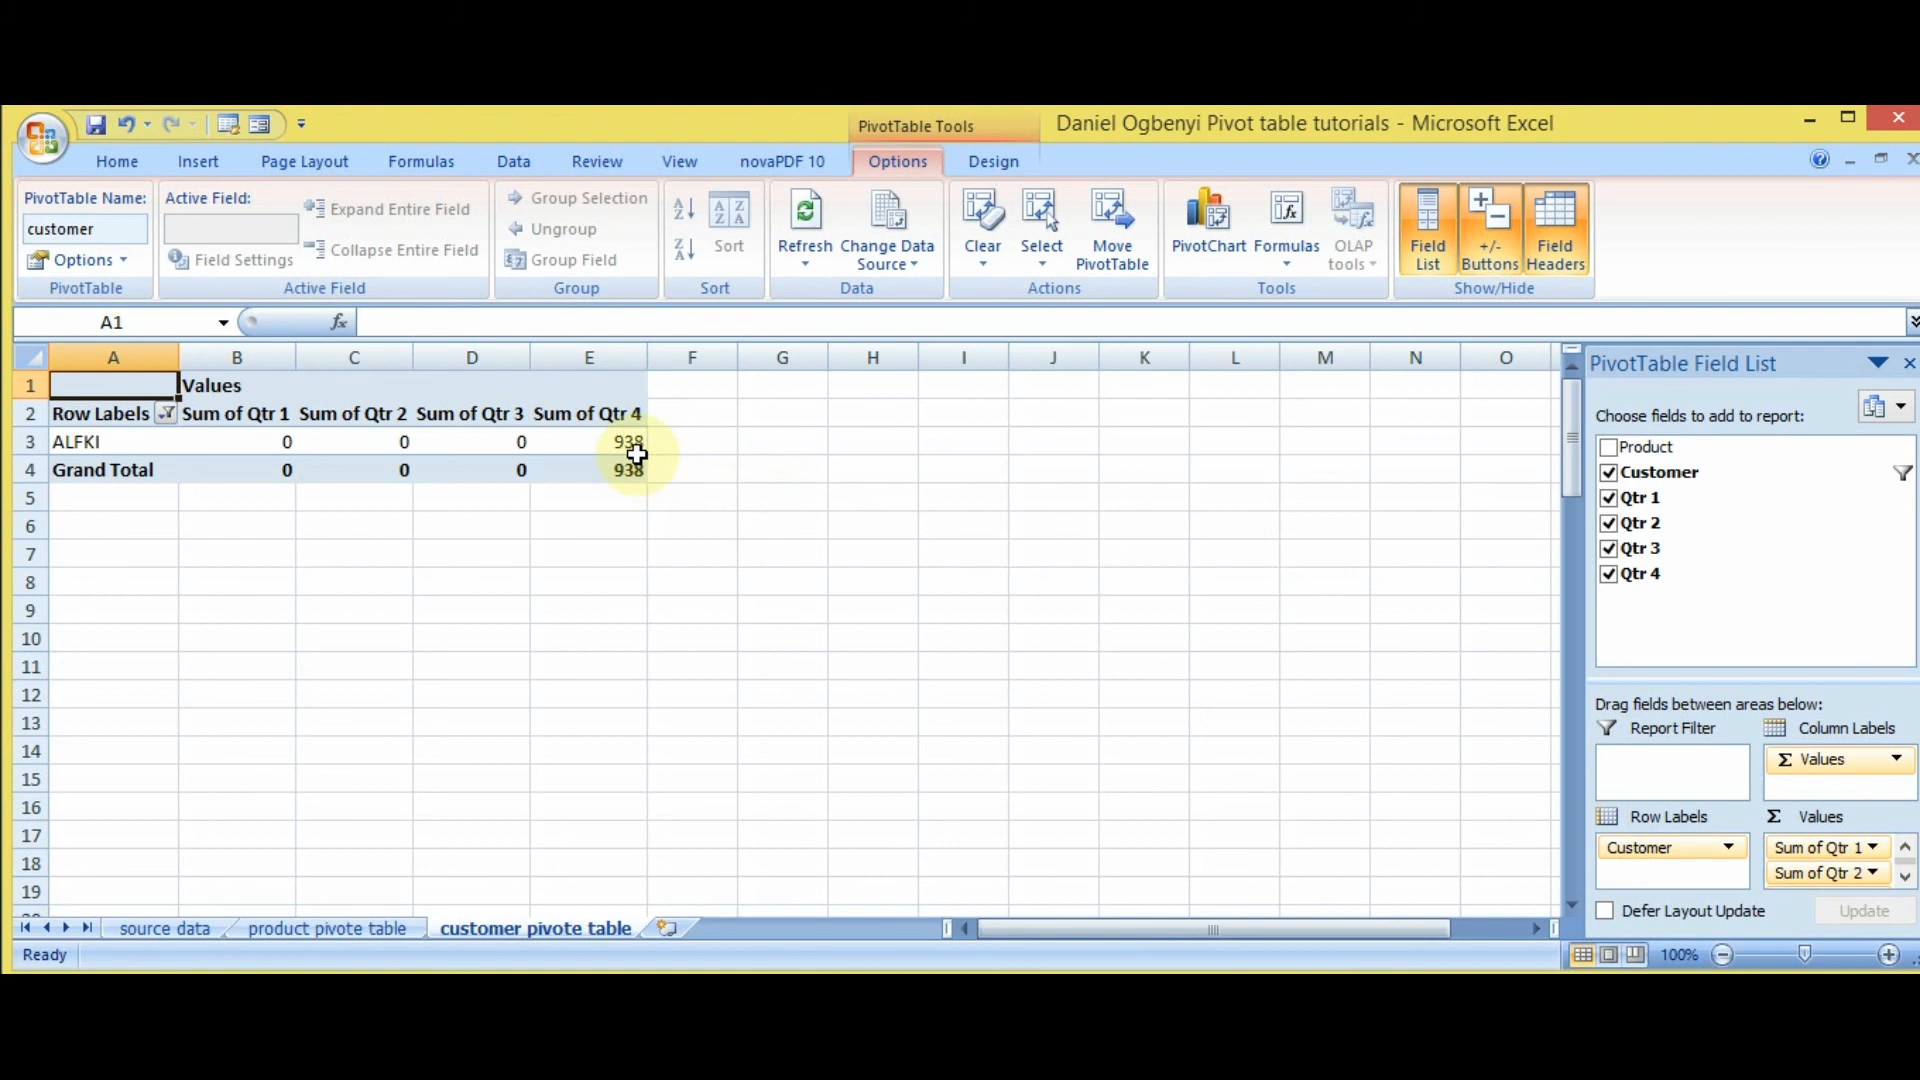 PivotTable Tools
Daniel Ogbenyi Pivot table tutorials - Microsoft Excel
Home Insert Page Layout Formulas Data Review View novaPDF 10 Options Design
PivotTable Name:
customer
Options
PivotTable
Active Field:
Field Settings
Expand Entire Field
Collapse Entire Field
Active Field
Group Selection
Ungroup
Group Field
Group
Sort
Sort
Refresh
Change Data
Source
Data
Clear
Select
Move
PivotTable
Actions
PivotChart
Formulas
OLAP
tools
Tools
Field
List
+/-
Buttons
Field
Headers
Show/Hide
A1
fx
A B C D E F G H I J K L M N O
1 Values
2 Row Labels Sum of Qtr 1 Sum of Qtr 2 Sum of Qtr 3 Sum of Qtr 4
3 ALFKI 0 0 0 938
4 Grand Total 0 0 0 938
5
6
7
8
9
10
11
12
13
14
15
16
17
18
19
PivotTable Field List
Choose fields to add to report:
Product
Customer
Qtr 1
Qtr 2
Qtr 3
Qtr 4
Drag fields between areas below:
Report Filter
Column Labels
Σ Values
Row Labels
Σ Values
Customer
Sum of Qtr 1
Sum of Qtr 2
Defer Layout Update
Update
source data product pivote table customer pivote table
Ready
100%